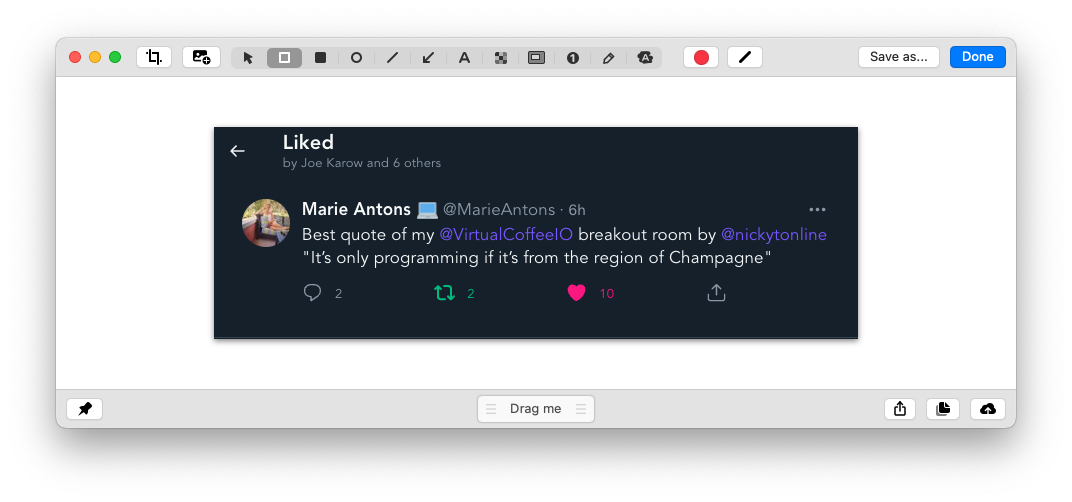 A
1
A
Save as...
Done
Liked
by Joe Karow and 6 others
Marie Antons 💻 @MarieAntons · 6h
Best quote of my @VirtualCoffeeIO breakout room by @nickytonline
"It's only programming if it's from the region of Champagne"
2
2
10
Drag me